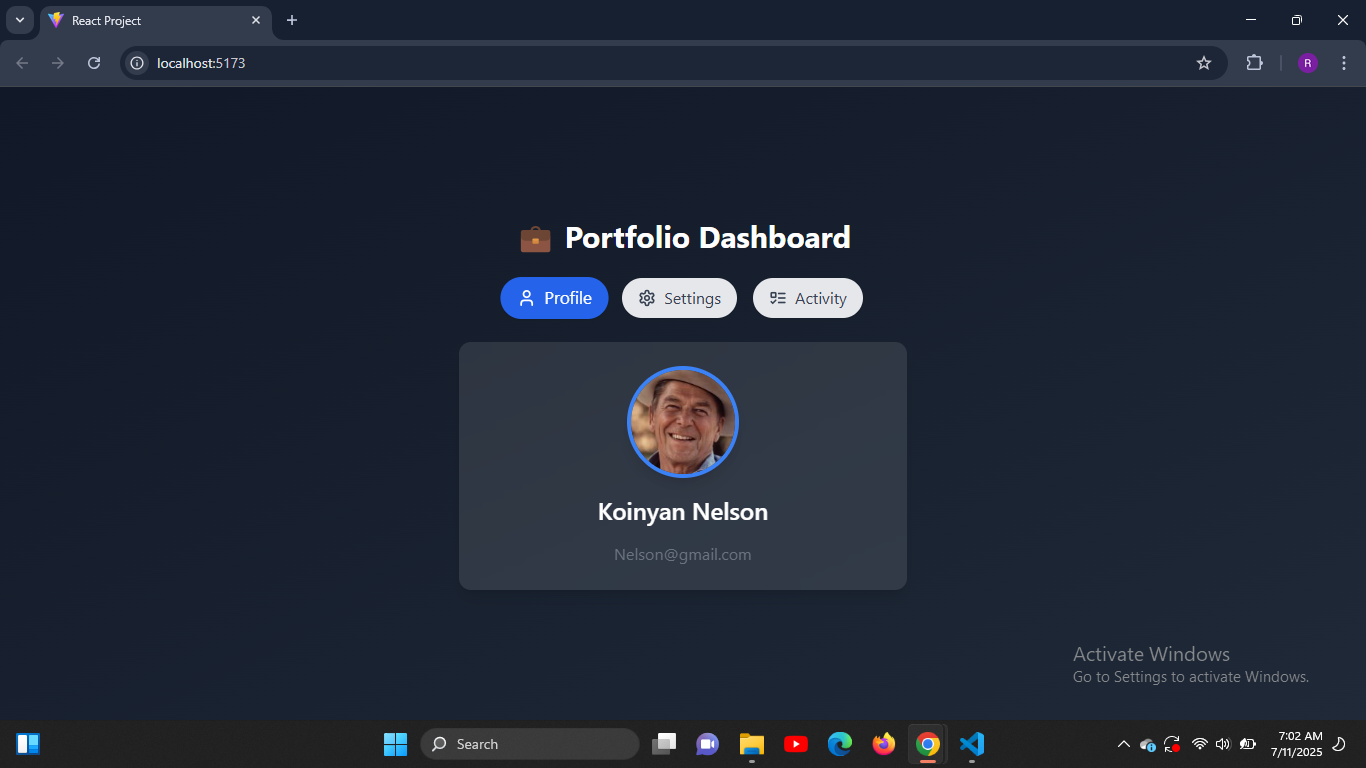 React Project
localhost:5173
R
Portfolio Dashboard
Profile
Settings
Activity
Koinyan Nelson
Nelson@gmail.com
Activate Windows
Go to Settings to activate Windows.
Search
7:02 AM
7/11/2025